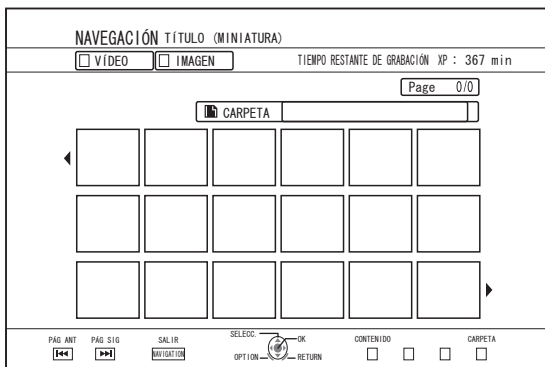 NAVEGACIÓN TÍTULO (MINIATURA)
VÍDEO IMAGEN TIEMPO RESTANTE DE GRABACIÓN XP : 367 min
Page 0/0
CARPETA
PÁG ANT PÁG SIG SALIR SELECC. OK CONTENIDO CARPETA
NAVIGATION OPTION RETURN